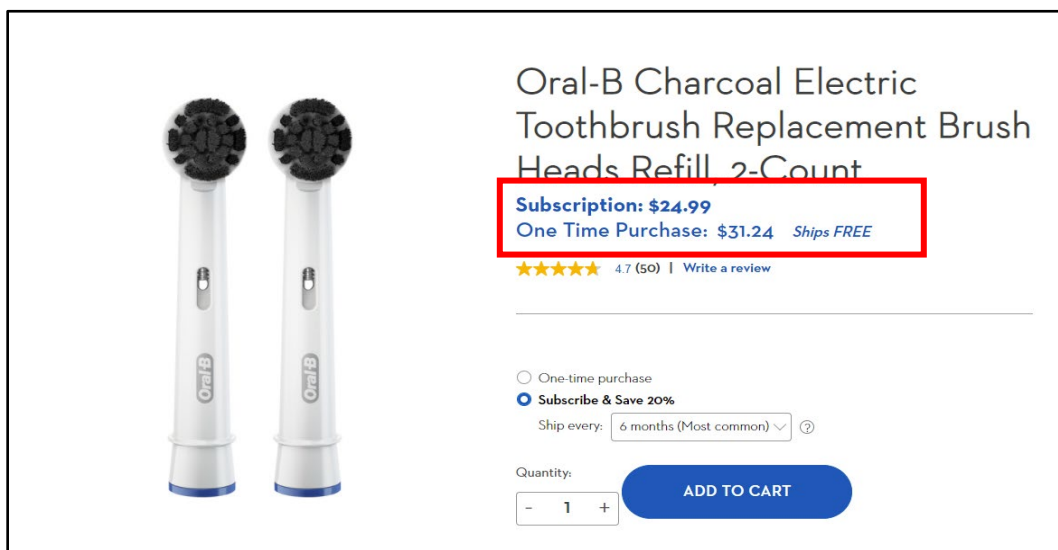 Oral-B Charcoal Electric
Toothbrush Replacement Brush
Heads Refill, 2-Count
Subscription: $24.99
One Time Purchase: $31.24 Ships FREE
4.7 (50) | Write a review
One-time purchase
Subscribe & Save 20%
Ship every: 6 months (Most common) ?
Quantity:
- 1 +
ADD TO CART
Oral-B
Oral-B